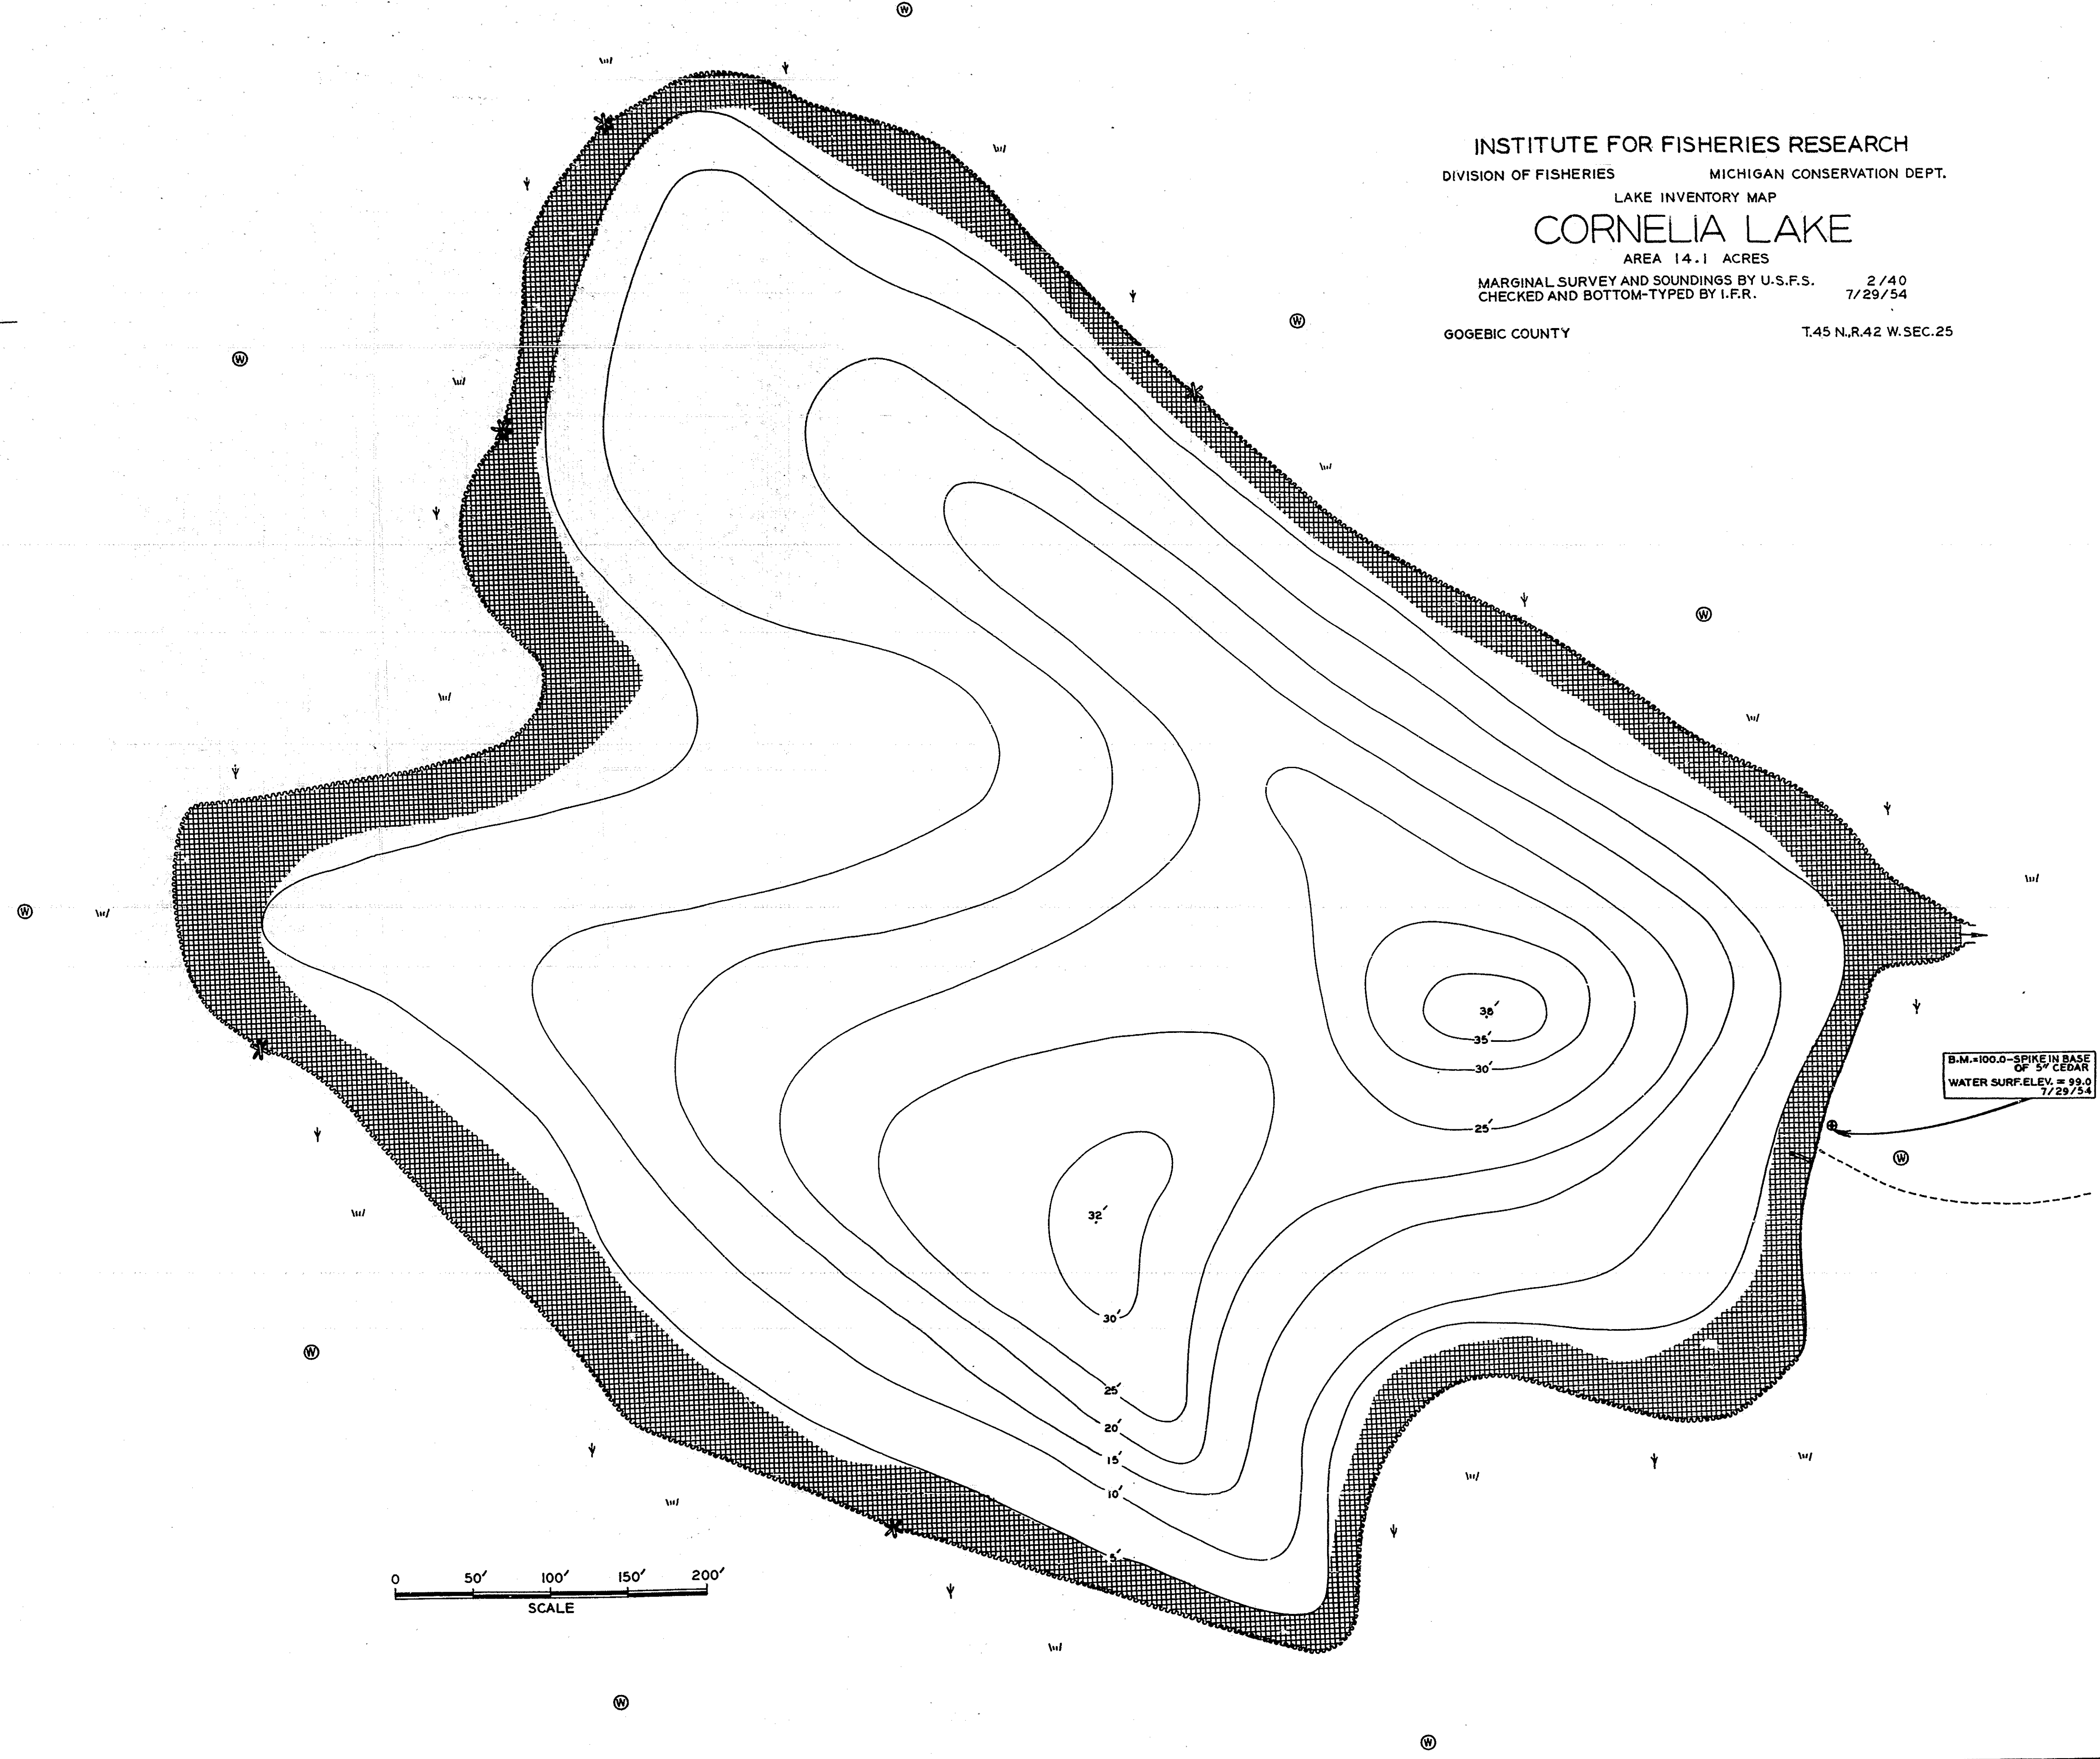 INSTITUTE FOR FISHERIES RESEARCH
DIVISION OF FISHERIES MICHIGAN CONSERVATION DEPT.
LAKE INVENTORY MAP
CORNELIA LAKE
AREA 14.1 ACRES
MARGINAL SURVEY AND SOUNDINGS BY U.S.F.S. 2/40
CHECKED AND BOTTOM-TYPED BY I.F.R. 7/29/54
GOGEBIC COUNTY T.45 N.,R.42 W. SEC.25
W
W
W
W
W
38'
35'
30'
25'
B.M.=100.0-SPIKE IN BASE
OF 5" CEDAR
WATER SURF. ELEV. = 99.0
7/29/54
W
32'
30'
W
25'
20'
15'
10'
5'
0 50' 100' 150' 200'
SCALE
W
W